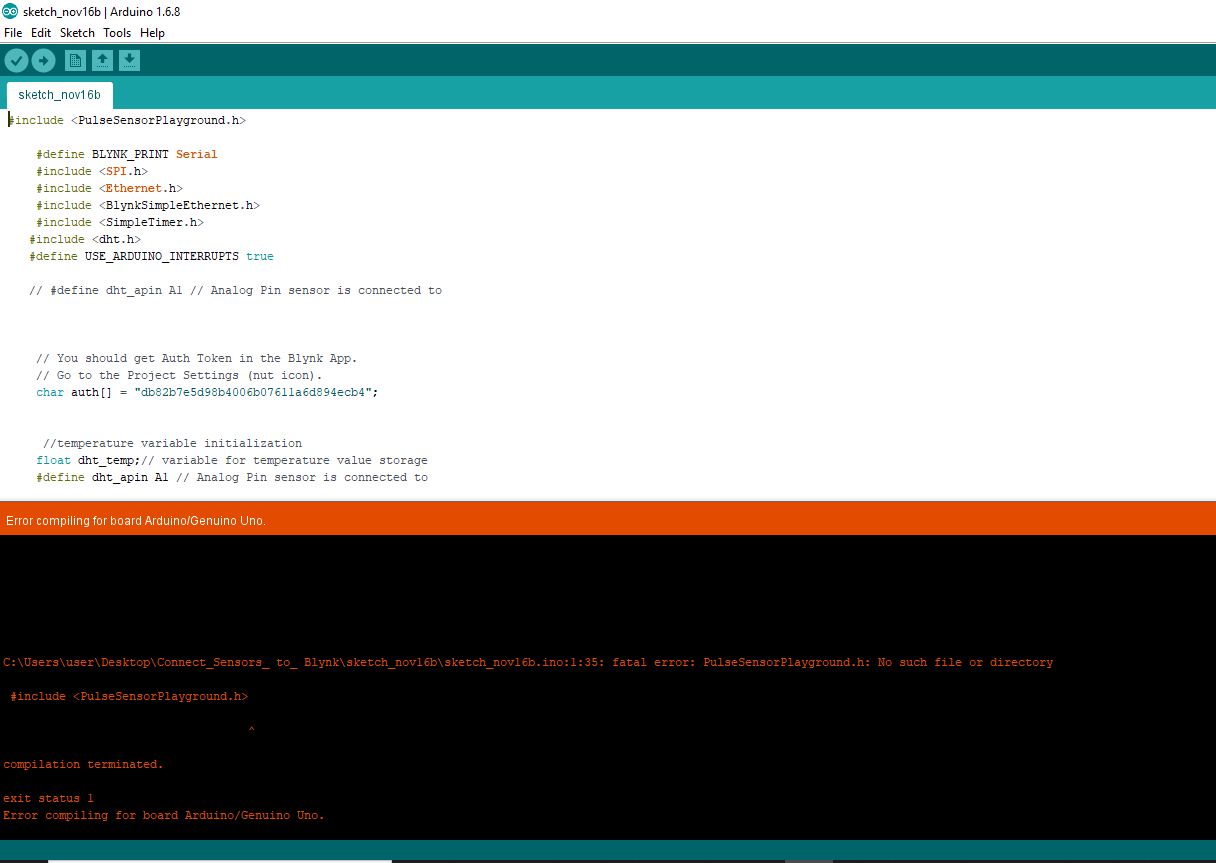 sketch_nov16b | Arduino 1.6.8
File Edit Sketch Tools Help
sketch_nov16b
#include <PulseSensorPlayground.h>
#define BLYNK_PRINT Serial
#include <SPI.h>
#include <Ethernet.h>
#include <BlynkSimpleEthernet.h>
#include <SimpleTimer.h>
#include <dht.h>
#define USE_ARDUINO_INTERRUPTS true
// #define dht_apin A1 // Analog Pin sensor is connected to
// You should get Auth Token in the Blynk App.
// Go to the Project Settings (nut icon).
char auth[] = "db82b7e5d98b4006b07611a6d894ecb4";
//temperature variable initialization
float dht_temp;// variable for temperature value storage
#define dht_apin A1 // Analog Pin sensor is connected to
Error compiling for board Arduino/Genuino Uno.
C:\Users\user\Desktop\Connect_Sensors_ to_ Blynk\sketch_nov16b\sketch_nov16b.ino:1:35: fatal error: PulseSensorPlayground.h: No such file or directory
#include <PulseSensorPlayground.h>
^
compilation terminated.
exit status 1
Error compiling for board Arduino/Genuino Uno.